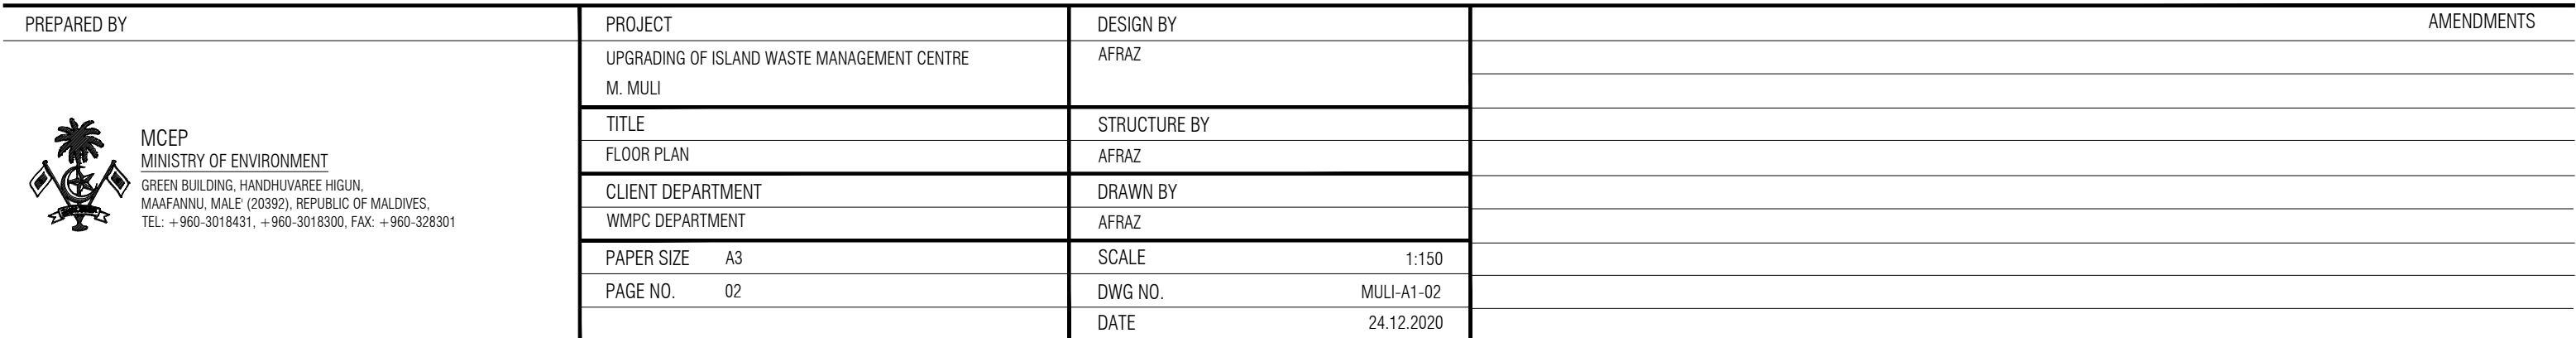 PREPARED BY
MCEP
MINISTRY OF ENVIRONMENT
GREEN BUILDING, HANDHUVAREE HIGUN,
MAAFANNU, MALE' (20392), REPUBLIC OF MALDIVES,
TEL: +960-3018431, +960-3018300, FAX: +960-328301
PROJECT
UPGRADING OF ISLAND WASTE MANAGEMENT CENTRE
M. MULI
TITLE
FLOOR PLAN
CLIENT DEPARTMENT
WMPC DEPARTMENT
PAPER SIZE A3
PAGE NO. 02
DESIGN BY
AFRAZ
STRUCTURE BY
AFRAZ
DRAWN BY
AFRAZ
SCALE 1:150
DWG NO. MULI-A1-02
DATE 24.12.2020
AMENDMENTS